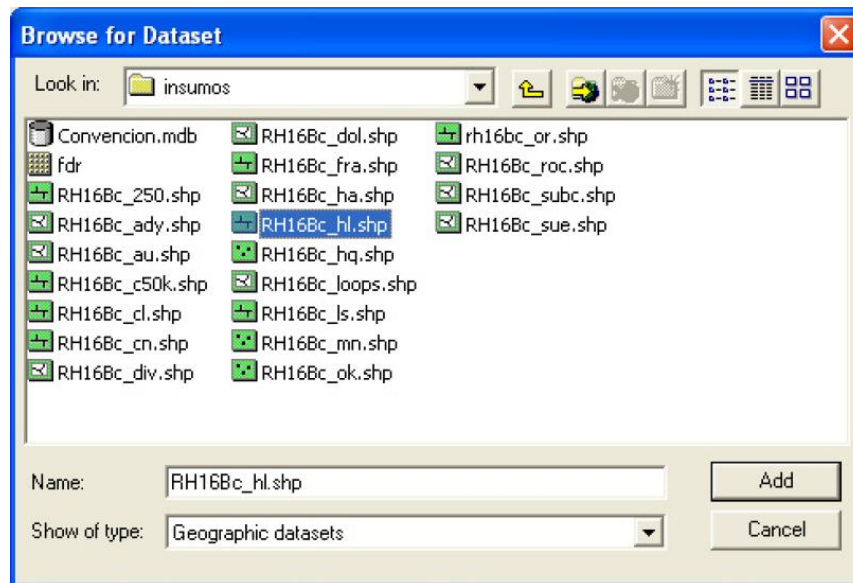 Browse for Dataset
Look in: insumos
Convencion.mdb
fdr
RH16Bc_250.shp
RH16Bc_ady.shp
RH16Bc_au.shp
RH16Bc_c50k.shp
RH16Bc_cl.shp
RH16Bc_cn.shp
RH16Bc_div.shp
RH16Bc_dol.shp
RH16Bc_fra.shp
RH16Bc_ha.shp
RH16Bc_hl.shp
RH16Bc_hq.shp
RH16Bc_loops.shp
RH16Bc_ls.shp
RH16Bc_mn.shp
RH16Bc_ok.shp
rh16bc_or.shp
RH16Bc_roc.shp
RH16Bc_subc.shp
RH16Bc_sue.shp
Name: RH16Bc_hl.shp Add
Show of type: Geographic datasets Cancel